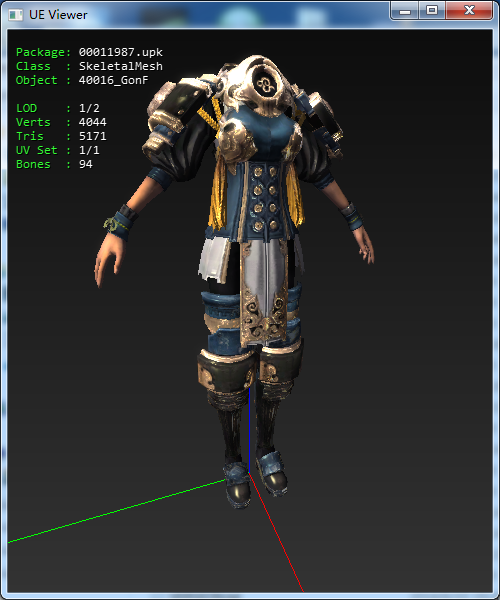 UE Viewer
Package: 00011987.upk
Class : SkeletalMesh
Object : 40016_GonF
LOD : 1/2
Verts : 4044
Tris : 5171
UV Set : 1/1
Bones : 94